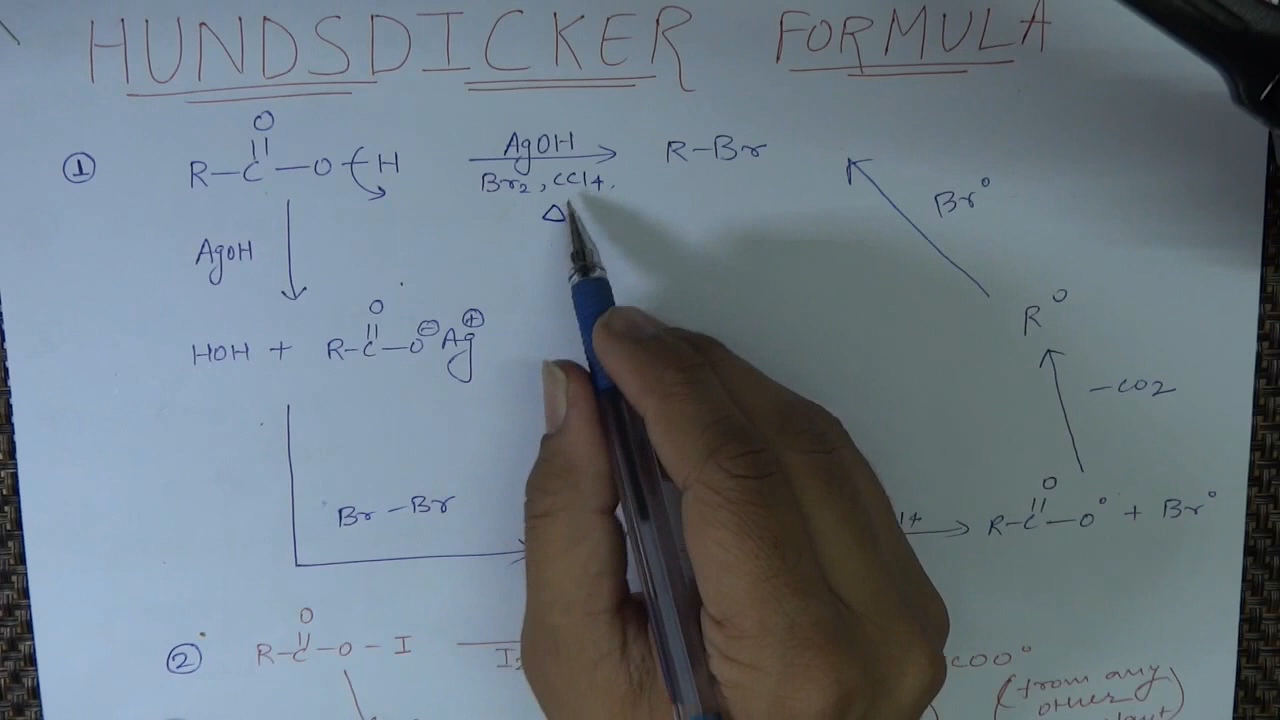 HUNDSDICKER FORMULA
① R-C-O-H
O
AgOH
Br2, CCl4.
Δ
R-Br
Br°
AgOH
R°
O
HOH + R-C-O⊖ Ag⊕
-CO2
Br-Br
O
R-C-O° + Br°
O
② R-C-O-I
COO°
(from any
other